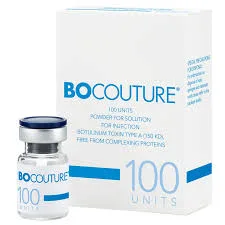 BOCOUTURE®
100 UNITS
POWDER FOR SOLUTION
FOR INJECTION
BOTULINUM TOXIN TYPE A (150 KD),
FREE FROM COMPLEXING PROTEINS
100
UNITS
BOCOUTURE®
100
UNITS